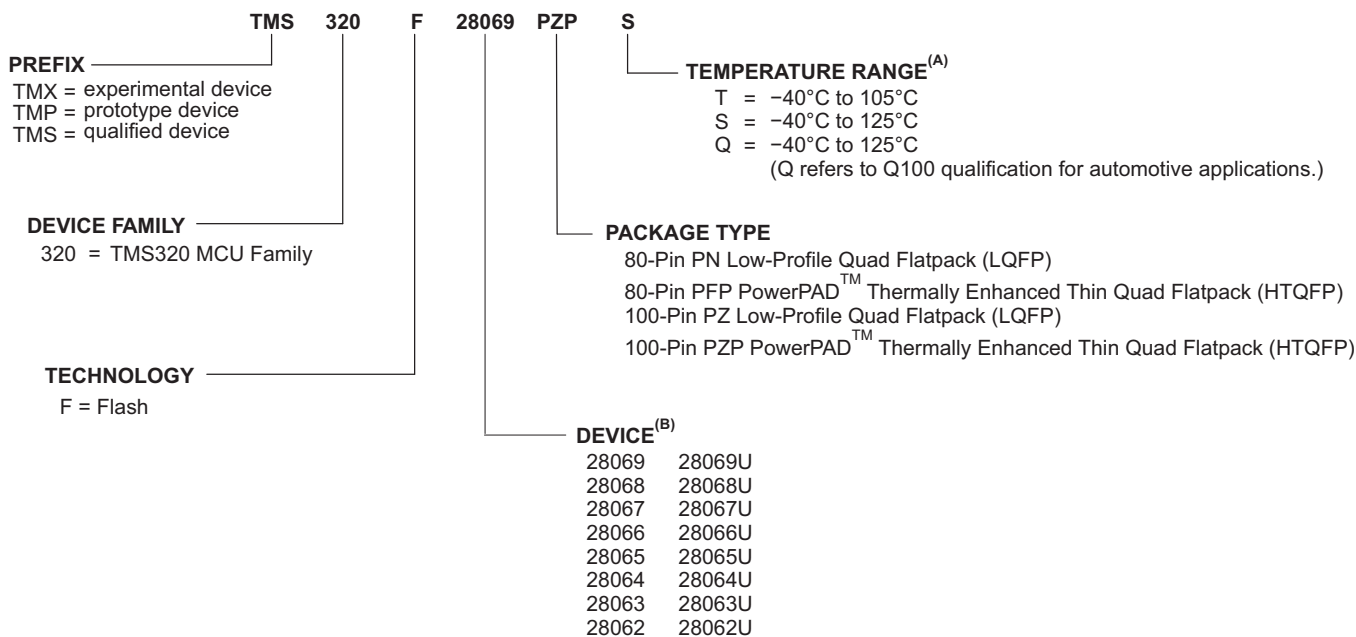 TMS 320 F 28069 PZP S
PREFIX
TMX = experimental device
TMP = prototype device
TMS = qualified device
TEMPERATURE RANGE(A)
T = −40°C to 105°C
S = −40°C to 125°C
Q = −40°C to 125°C
(Q refers to Q100 qualification for automotive applications.)
DEVICE FAMILY
320 = TMS320 MCU Family
PACKAGE TYPE
80-Pin PN Low-Profile Quad Flatpack (LQFP)
80-Pin PFP PowerPAD™ Thermally Enhanced Thin Quad Flatpack (HTQFP)
100-Pin PZ Low-Profile Quad Flatpack (LQFP)
100-Pin PZP PowerPAD™ Thermally Enhanced Thin Quad Flatpack (HTQFP)
TECHNOLOGY
F = Flash
DEVICE(B)
28069 28069U
28068 28068U
28067 28067U
28066 28066U
28065 28065U
28064 28064U
28063 28063U
28062 28062U